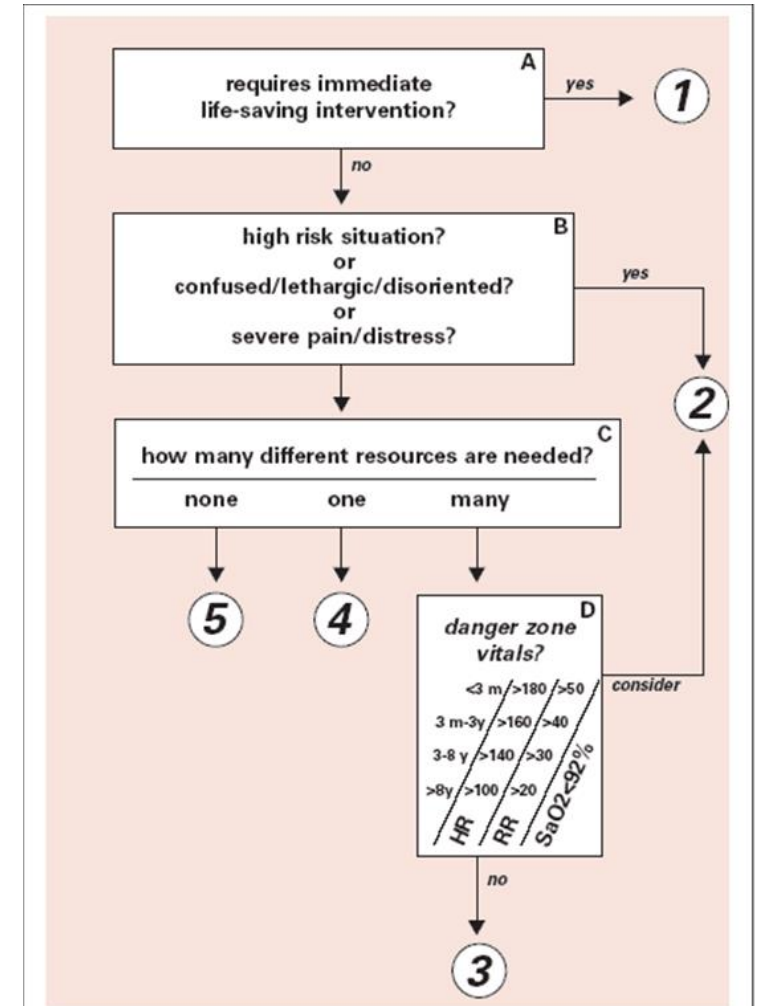 A
requires immediate
life-saving intervention?
yes
1
no
B
high risk situation?
or
confused/lethargic/disoriented?
or
severe pain/distress?
yes
2
C
how many different resources are needed?
none one many
5 4
D
danger zone
vitals?
<3 m >180 >50
3 m-3y >160 >40
3-8 y >140 >30
>8y >100 >20
HR RR SaO2<92%
consider
no
3